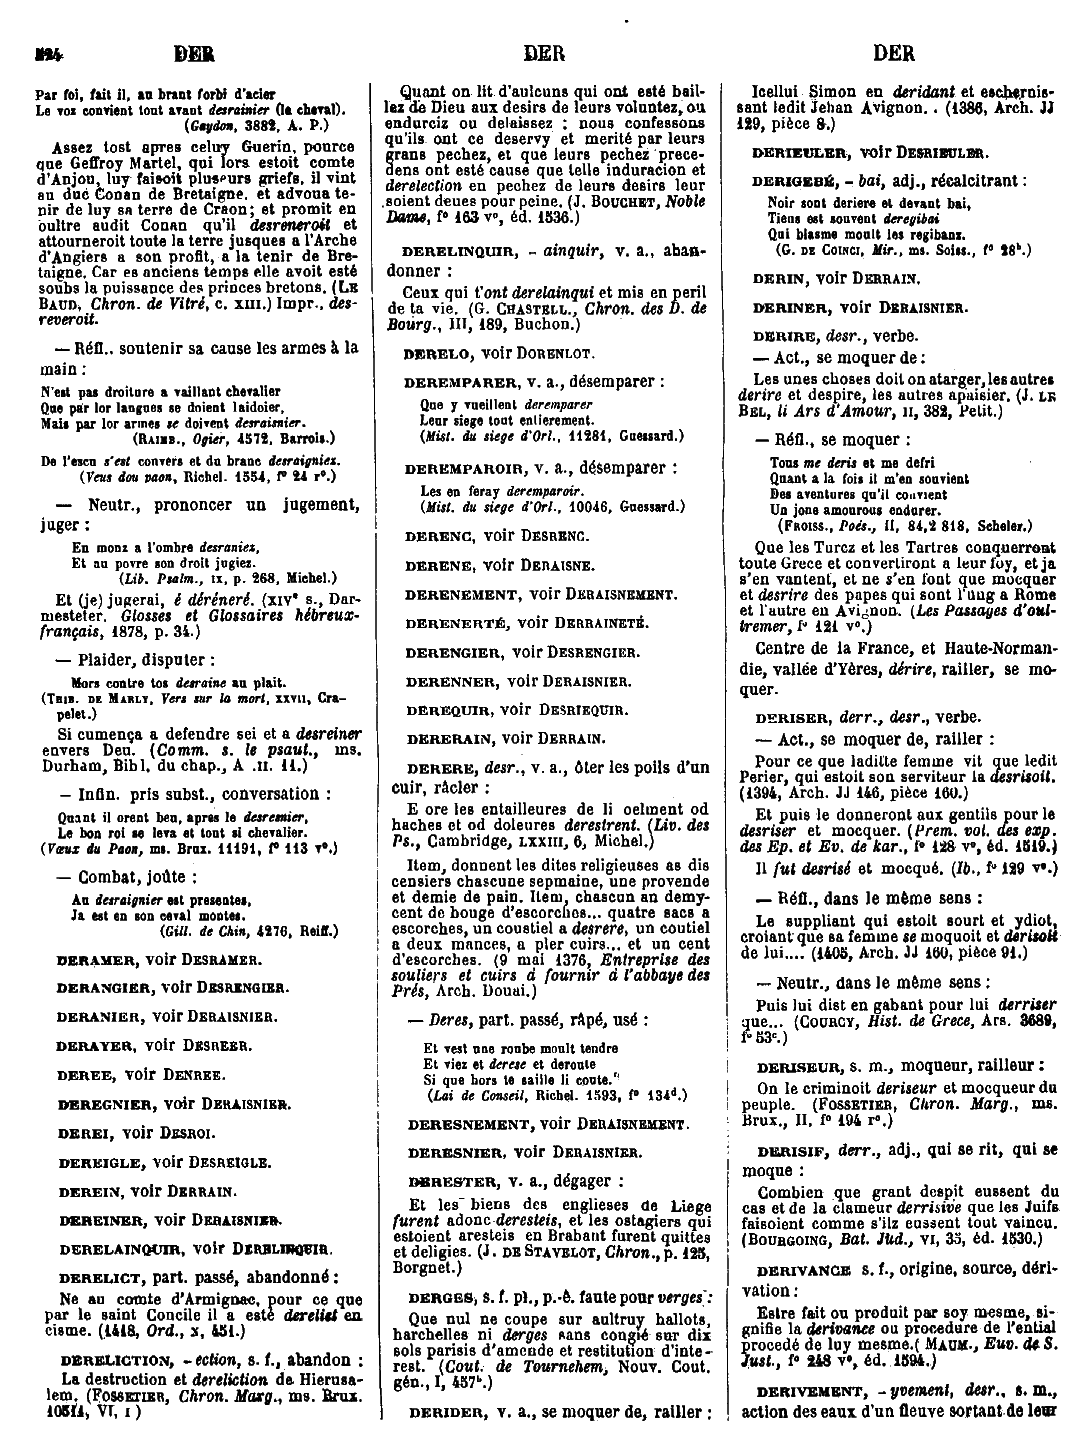 524 DER DER DER
Par foi, fait il, au brant forbi d'acier
Le voz convient tout avant desrainier (le cheval).
(Gaydon, 3882, A. P.)
Assez tost apres celuy Guerin, pource
que Geffroy Martel, qui lors estoit comte
d'Anjou, luy faisoit plusieurs griefs, il vint
au duc Conan de Bretaigne, et advoua te-
nir de luy sa terre de Craon; et promit en
oultre audit Conan qu'il desreneroit et
attourneroit toute la terre jusques a l'Arche
d'Angiers a son profit, a la tenir de Bre-
taigne. Car es anciens temps elle avoit esté
soubs la puissance des princes bretons. (LE
BAUD, Chron. de Vitré, c. XIII.) Impr., des-
reveroit.
— Réfl., soutenir sa cause les armes à la
main :
N'est pas droiture a vaillant chevalier
Que par lor langues se doient laidoier,
Mais par lor armes se doivent desraisnier.
(RAIMB., Ogier, 4572, Barrois.)
De l'escu s'est convers et du branc desraigniez.
(Veus dou paon, Richel. 1554, f° 24 r°.)
— Neutr., prononcer un jugement,
juger :
En monz a l'ombre desraniez,
Et au povre son droit jugiez.
(Lib. Psalm., IX, p. 268, Michel.)
Et (je) jugerai, é déréneré. (XIV° s., Dar-
mesteter, Glosses et Glossaires hébreux-
français, 1878, p. 34.)
— Plaider, disputer :
Mors contre tos desraine au plait.
(THIB. DE MARLY, Vers sur la mort, XXVII, Cra-
pelet.)
Si cumença a defendre sei et a desreiner
envers Deu. (Comm. s. le psaut., ms.
Durham, Bibl. du chap., A .II. 11.)
— Infin. pris subst., conversation :
Quant il orent beu, apres le desresnier,
Le bon roi se leva et tout si chevalier.
(Vœux du Paon, ms. Brux. 11191, f° 113 v°.)
— Combat, joûte :
Au desraignier est presentes,
Ja est en son ceval montes.
(Gill. de Chin, 4276, Reiff.)
DERAMER, voir DESRAMER.
DERANGIER, voir DESRENGIER.
DERANIER, voir DERAISNIER.
DERAYER, voir DESREER.
DEREE, voir DENREE.
DEREGNIER, voir DERAISNIER.
DEREI, voir DESROI.
DEREIGLE, voir DESREIGLE.
DEREIN, voir DERRAIN.
DEREINER, voir DERAISNIER.
DERELAINQUIR, voir DERELINQUIR.
DERELICT, part. passé, abandonné :
Ne au comte d'Armignac, pour ce que
par le saint Concile il a esté derelict en
cisme. (1418, Ord., X, 451.)
DERELICTION, -ection, s. f., abandon :
La destruction et dereliction de Hierusa-
lem. (FOSSETIER, Chron. Marg., ms. Brux.
10511, VI, I )
Quant on lit d'aulcuns qui ont esté bail-
lez de Dieu aux desirs de leurs voluntez, ou
endurciz ou delaissez : nous confessons
qu'ils ont ce deservy et merité par leurs
grans pechez, et que leurs pechez prece-
dens ont esté cause que telle induracion et
derelection en pechez de leurs desirs leur
soient deues pour peine. (J. BOUCHET, Noble
Dame, f° 163 v°, éd. 1536.)
DERELINQUIR, - ainquir, v. a., aban-
donner :
Ceux qui t'ont derelainqui et mis en peril
de ta vie. (G. CHASTELL., Chron. des D. de
Bourg., III, 189, Buchon.)
DERELO, voir DORENLOT.
DEREMPARER, v. a., désemparer :
Que y vueillent deremparer
Leur siege tout entierement.
(Mist. du siege d'Orl., 11281, Guessard.)
DEREMPAROIR, v. a., désemparer :
Les en feray deremparoir.
(Mist. du siege d'Orl., 10046, Guessard.)
DERENC, voir DESRENC.
DERENE, voir DERAISNE.
DERENEMENT, voir DERAISNEMENT.
DERENERTÉ, voir DERRAINETÉ.
DERENGIER, voir DESRENGIER.
DERENNER, voir DERAISNIER.
DEREQUIR, voir DESRIEQUIR.
DERERAIN, voir DERRAIN.
DERERE, desr., v. a., ôter les poils d'un
cuir, râcler :
E ore les entailleures de li oelment od
haches et od doleures derestrent. (Liv. des
Ps., Cambridge, LXXIII, 6, Michel.)
Item, donnent les dites religieuses as dis
censiers chascune sepmaine, une provende
et demie de pain. Item, chascun an demy-
cent de bouge d'escorches... quatre sacs a
escorches, un coustiel a desrere, un coutiel
a deux mances, a pler cuirs... et un cent
d'escorches. (9 mai 1376, Entreprise des
souliers et cuirs à fournir à l'abbaye des
Prés, Arch. Douai.)
— Deres, part. passé, râpé, usé :
Et vest une roube moult tendre
Et viez et derese et deroute
Si que hors le saille li coute.
(Lai de Conseil, Richel. 1593, f° 134d.)
DERESNEMENT, voir DERAISNEMENT.
DERESNIER, voir DERAISNIER.
DERESTER, v. a., dégager :
Et les biens des englieses de Liege
furent adonc deresteis, et les ostagiers qui
estoient aresteis en Brabant furent quittes
et deligies. (J. DE STAVELOT, Chron., p. 125,
Borgnet.)
DERGES, s. f. pl., p.-ê. faute pour verges :
Que nul ne coupe sur aultruy hallots,
harchelles ni derges sans congié sur dix
sols parisis d'amende et restitution d'inte-
rest. (Cout. de Tournehem, Nouv. Cout.
gén., I, 457b.)
DERIDER, v. a., se moquer de, railler :
Icellui Simon en deridant et eschernis-
sant ledit Jehan Avignon. . (1386, Arch. JJ
129, pièce 8.)
DERIEULER, voir DESRIEULER.
DERIGEBÉ, - bai, adj., récalcitrant :
Noir sont deriere et devant bai,
Tiens est souvent deregibai
Qui blasme moult les regibanz.
(G. DE COINCI, Mir., ms. Soiss., f° 28b.)
DERIN, voir DERRAIN.
DERINER, voir DERAISNIER.
DERIRE, desr., verbe.
— Act., se moquer de :
Les unes choses doit on atarger, les autres
derire et despire, les autres apaisier. (J. LE
BEL, li Ars d'Amour, II, 382, Petit.)
— Réfl., se moquer :
Tous me deris et me defri
Quant a la fois il m'en souvient
Des aventures qu'il couvient
Un jone amourous endurer.
(FROISS., Poés., II, 84,2 818, Scheler.)
Que les Turcz et les Tartres conquerront
toute Grece et convertiront a leur foy, et ja
s'en vantent, et ne s'en font que mocquer
et desrire des papes qui sont l'ung a Rome
et l'autre en Avignon. (Les Passages d'oul-
tremer, f° 121 v°.)
Centre de la France, et Haute-Norman-
die, vallée d'Yères, dérire, railler, se mo-
quer.
DERISER, derr., desr., verbe.
— Act., se moquer de, railler :
Pour ce que laditte femme vit que ledit
Perier, qui estoit son serviteur la desrisoit.
(1394, Arch. JJ 146, pièce 160.)
Et puis le donneront aux gentils pour le
desriser et mocquer. (Prem. vol. des exp.
des Ep. et Ev. de kar., f° 128 v°, éd. 1519.)
Il fut desrisé et mocqué. (Ib., f° 129 v°.)
— Réfl., dans le même sens :
Le suppliant qui estoit sourt et ydiot,
croiant que sa femme se moquoit et derisoit
de lui.... (1405, Arch. JJ 160, pièce 91.)
— Neutr., dans le même sens :
Puis lui dist en gabant pour lui derriser
que... (COURCY, Hist. de Grece, Ars. 3689,
f° 53c.)
DERISEUR, s. m., moqueur, railleur :
On le criminoit deriseur et mocqueur du
peuple. (FOSSETIER, Chron. Marg., ms.
Brux., II, f° 194 r°.)
DERISIF, derr., adj., qui se rit, qui se
moque :
Combien que grant despit eussent du
cas et de la clameur derrisive que les Juifs
faisoient comme s'ilz eussent tout vaincu.
(BOURGOING, Bat. Jud., VI, 35, éd. 1530.)
DERIVANCE s. f., origine, source, déri-
vation :
Estre fait ou produit par soy mesme, si-
gnifie la derivance ou procedure de l'ential
procedé de luy mesme. ( MAUM., Euv. de S.
Just., f° 248 v°, éd. 1594.)
DERIVEMENT, - yvement, desr., s. m.,
action des eaux d'un fleuve sortant de leur